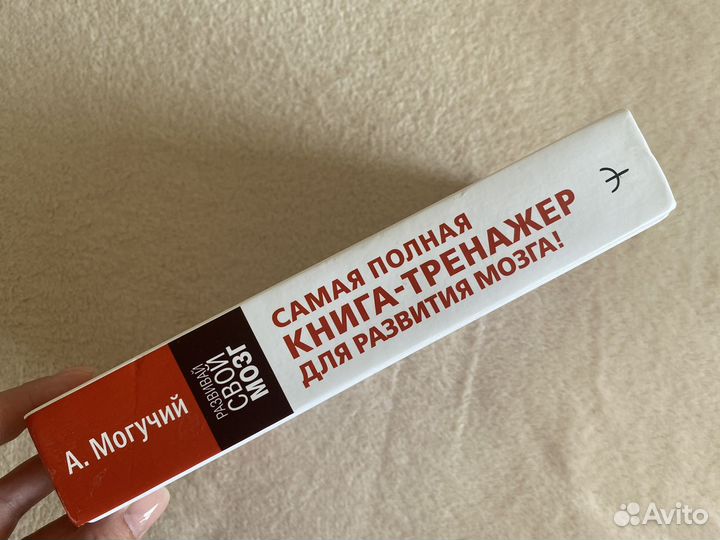 А. Могучий
РАЗВИВАЙ
СВОЙ
МОЗГ
САМАЯ ПОЛНАЯ
КНИГА-ТРЕНАЖЕР
ДЛЯ РАЗВИТИЯ МОЗГА!
Avito